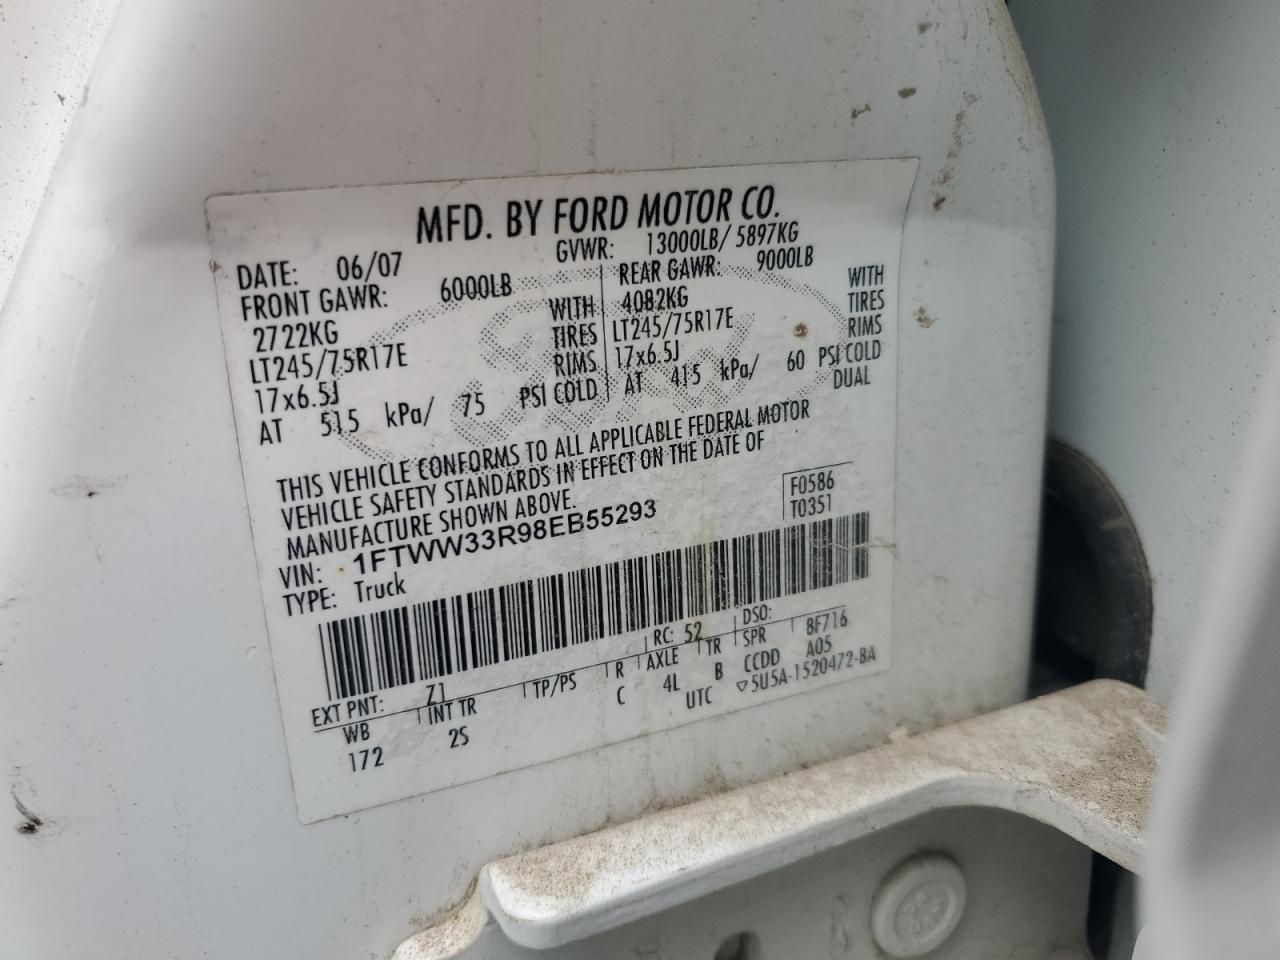 MFD. BY FORD MOTOR CO.
DATE: 06/07 GVWR: 13000LB/ 5897KG
FRONT GAWR: 6000LB REAR GAWR: 9000LB
2722KG WITH 4082KG WITH
LT245/75R17E TIRES LT245/75R17E TIRES
17x6.5J RIMS 17x6.5J RIMS
AT 515 kPa/ 75 PSI COLD AT 415 kPa/ 60 PSI COLD
DUAL
THIS VEHICLE CONFORMS TO ALL APPLICABLE FEDERAL MOTOR
VEHICLE SAFETY STANDARDS IN EFFECT ON THE DATE OF
MANUFACTURE SHOWN ABOVE.
F0586
VIN: 1FTWW33R98EB55293 T0351
TYPE: Truck
EXT PNT: Z1 RC: 52 DSO:
WB INT TR TP/PS R AXLE TR SPR 8F716
172 2S C 4L B CCDD A05
UTC ▽5U5A-1520472-BA